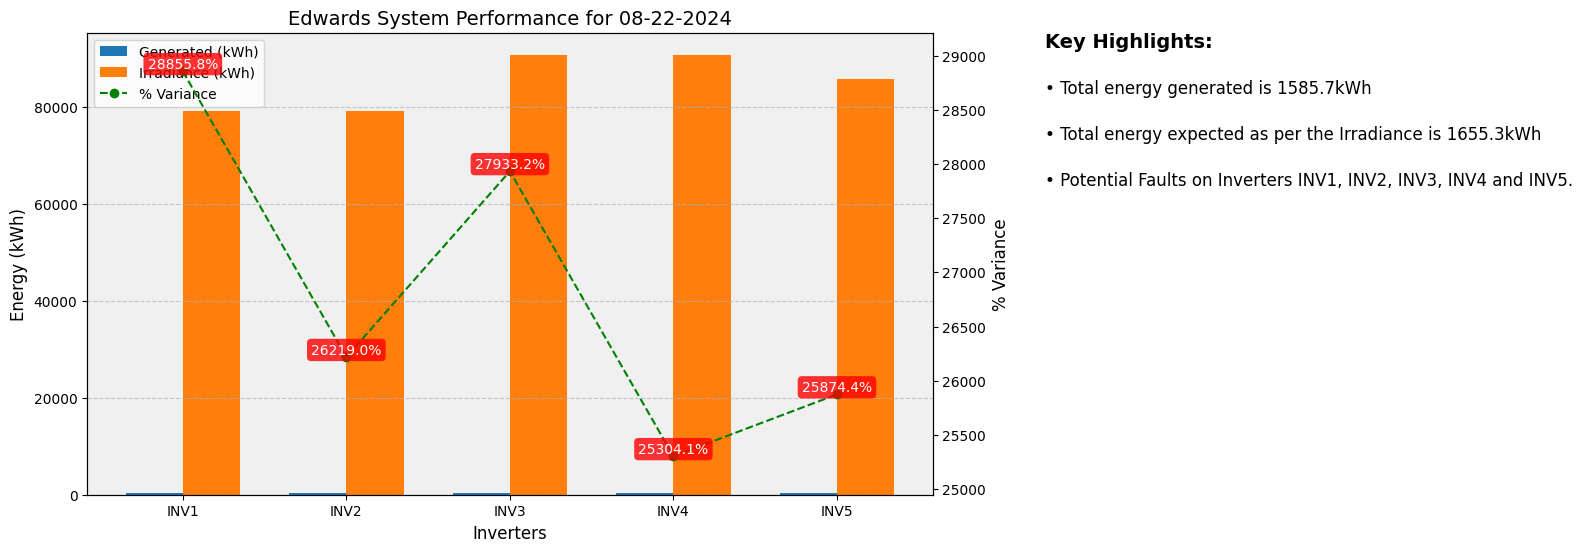 Edwards System Performance for 08-22-2024
Generated (kWh)
Irradiance (kWh)
% Variance
28855.8%
26219.0%
27933.2%
25304.1%
25874.4%
Energy (kWh)
80000
60000
40000
20000
0
INV1 INV2 INV3 INV4 INV5
Inverters
29000
28500
28000
27500
27000
26500
26000
25500
25000
% Variance
Key Highlights:
• Total energy generated is 1585.7kWh
• Total energy expected as per the Irradiance is 1655.3kWh
• Potential Faults on Inverters INV1, INV2, INV3, INV4 and INV5.